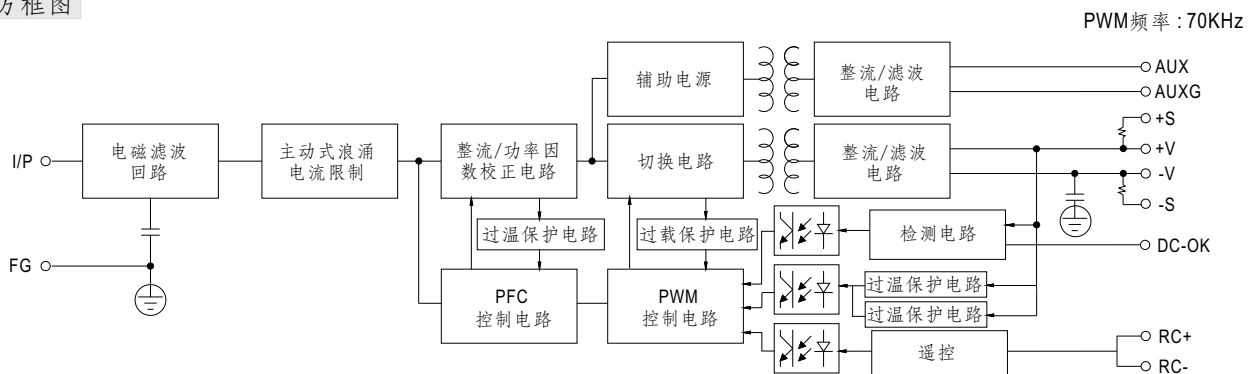 方框图
PWM频率 : 70KHz
辅助电源
整流/滤波
电路
AUX
AUXG
+S
I/P
电磁滤波
回路
主动式浪涌
电流限制
整流/功率因
数校正电路
切换电路
整流/滤波
电路
+V
-V
-S
过温保护电路
过载保护电路
检测电路
DC-OK
FG
PFC
控制电路
PWM
控制电路
过温保护电路
过温保护电路
遥控
RC+
RC-